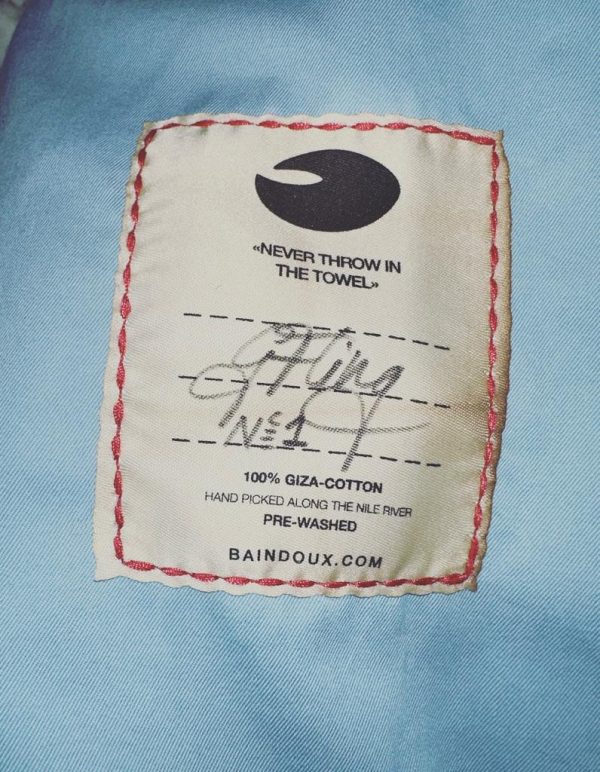 «NEVER THROW IN
THE TOWEL»
Nº1
100% GIZA-COTTON
HAND PICKED ALONG THE NILE RIVER
PRE-WASHED
BAINDOUX.COM